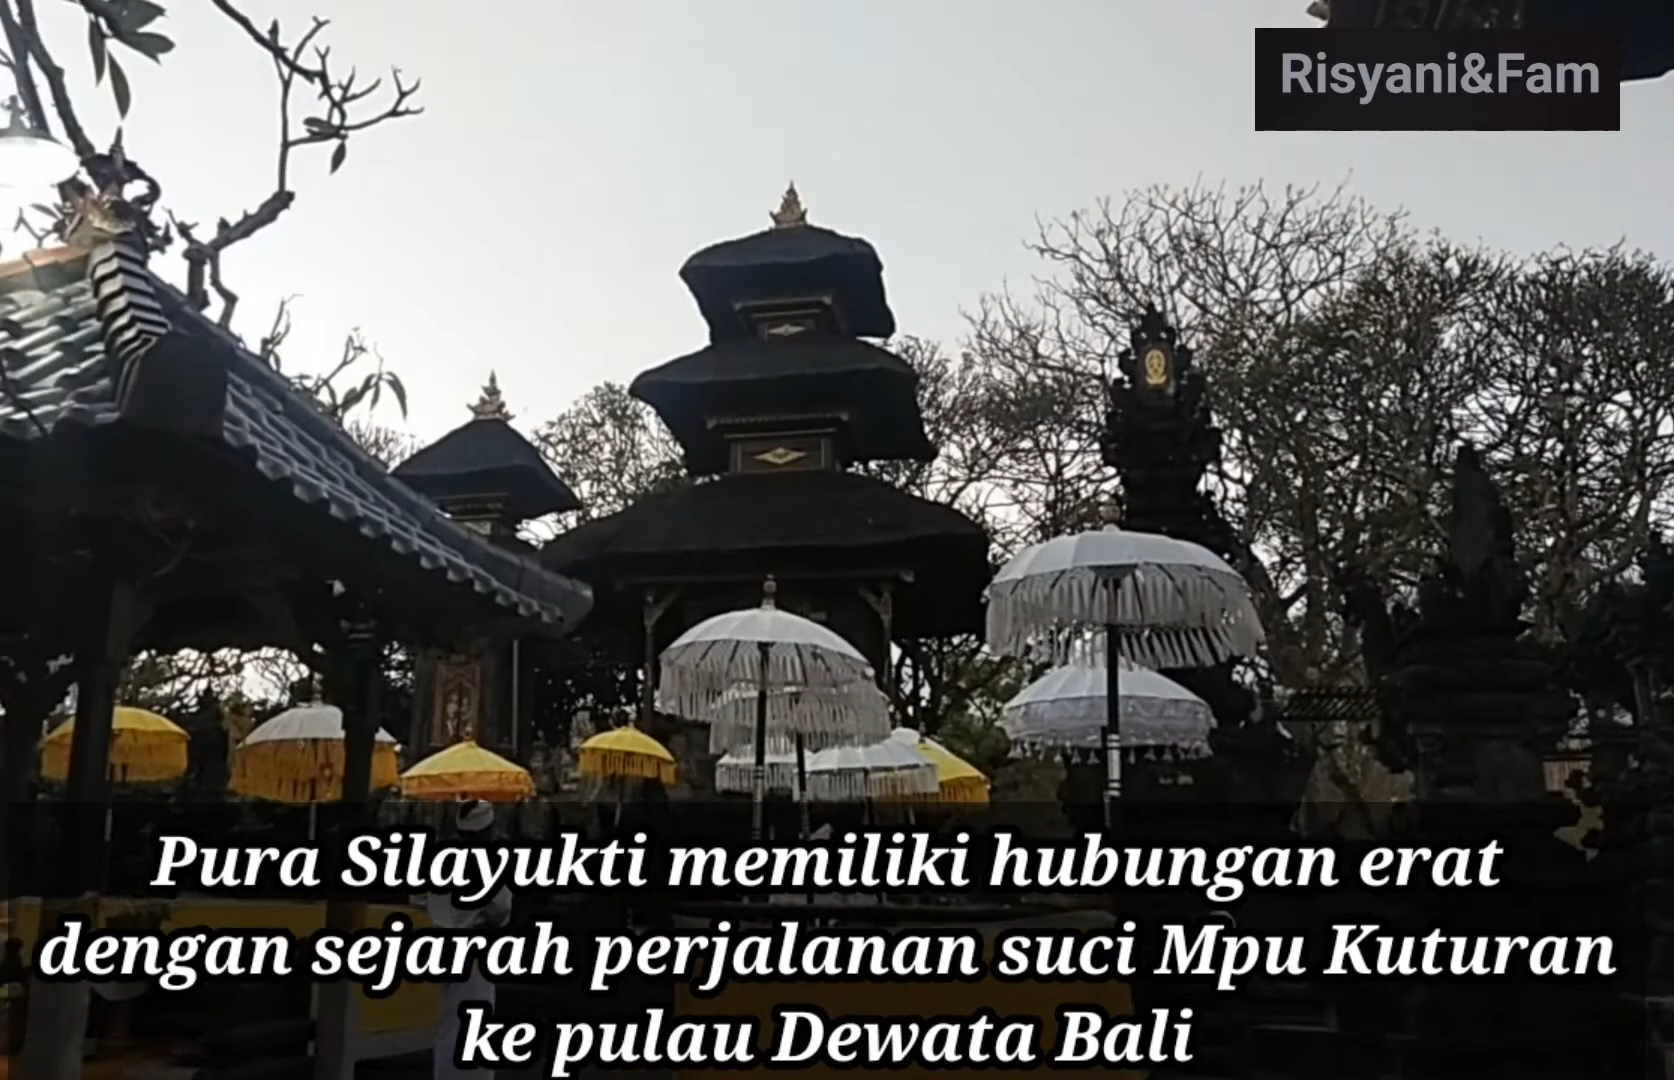 Risyani&Fam
Pura Silayukti memiliki hubungan erat
dengan sejarah perjalanan suci Mpu Kuturan
ke pulau Dewata Bali